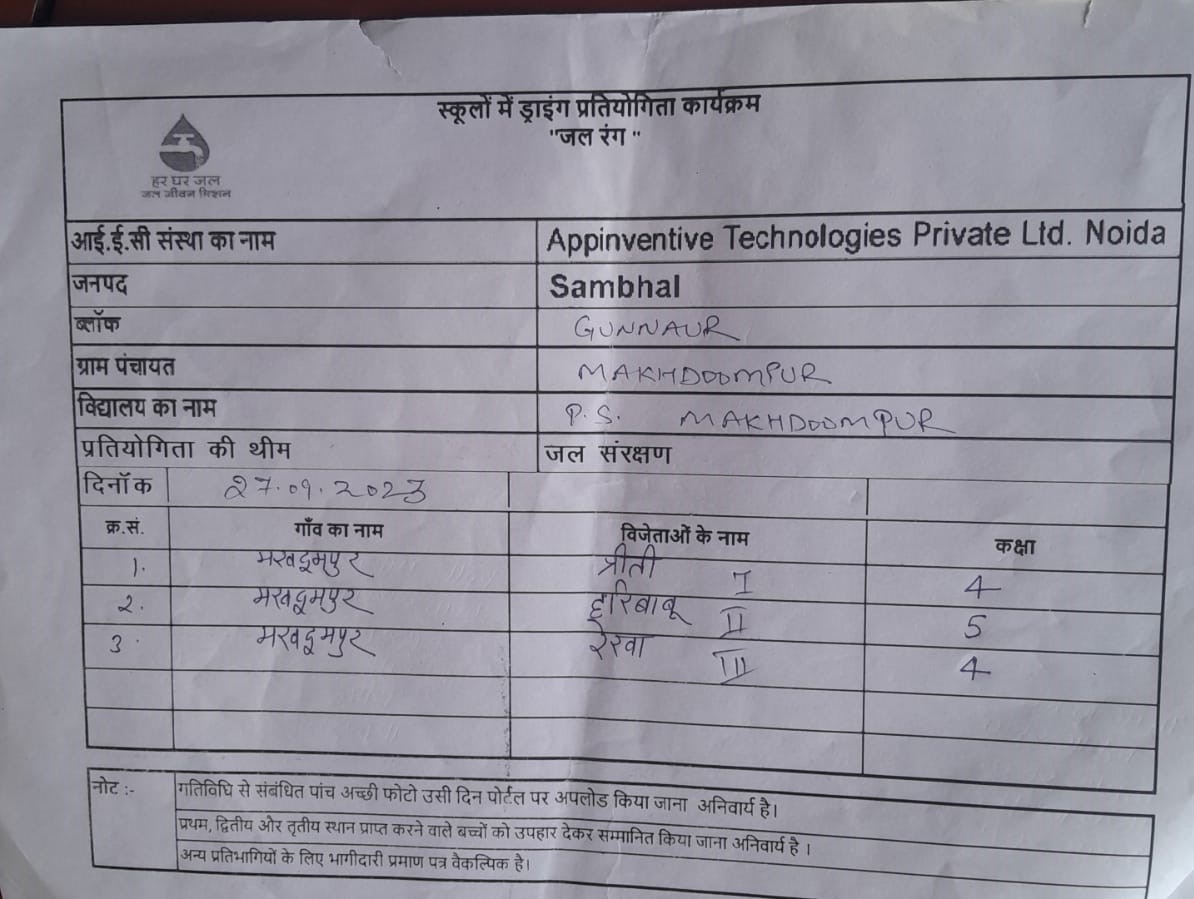 स्कूलों में ड्राइंग प्रतियोगिता कार्यक्रम
"जल रंग "
हर घर जल
जल जीवन मिशन
आई.ई.सी संस्था का नाम Appinventive Technologies Private Ltd. Noida
जनपद Sambhal
ब्लॉक GUNNAUR
ग्राम पंचायत MAKHDOOMPUR
विद्यालय का नाम P.S. MAKHDOOMPUR
प्रतियोगिता की थीम जल संरक्षण
दिनॉक 27.09.2023
क्र.सं. गाँव का नाम विजेताओं के नाम कक्षा
1. मखदूमपुर प्रीती I 4
2. मखदूमपुर हरिबाबू II 5
3. मखदूमपुर रेखा III 4
नोट :- गतिविधि से संबंधित पांच अच्छी फोटो उसी दिन पोर्टल पर अपलोड किया जाना अनिवार्य है।
प्रथम, द्वितीय और तृतीय स्थान प्राप्त करने वाले बच्चों को उपहार देकर सम्मानित किया जाना अनिवार्य है ।
अन्य प्रतिभागियों के लिए भागीदारी प्रमाण पत्र वैकल्पिक है।